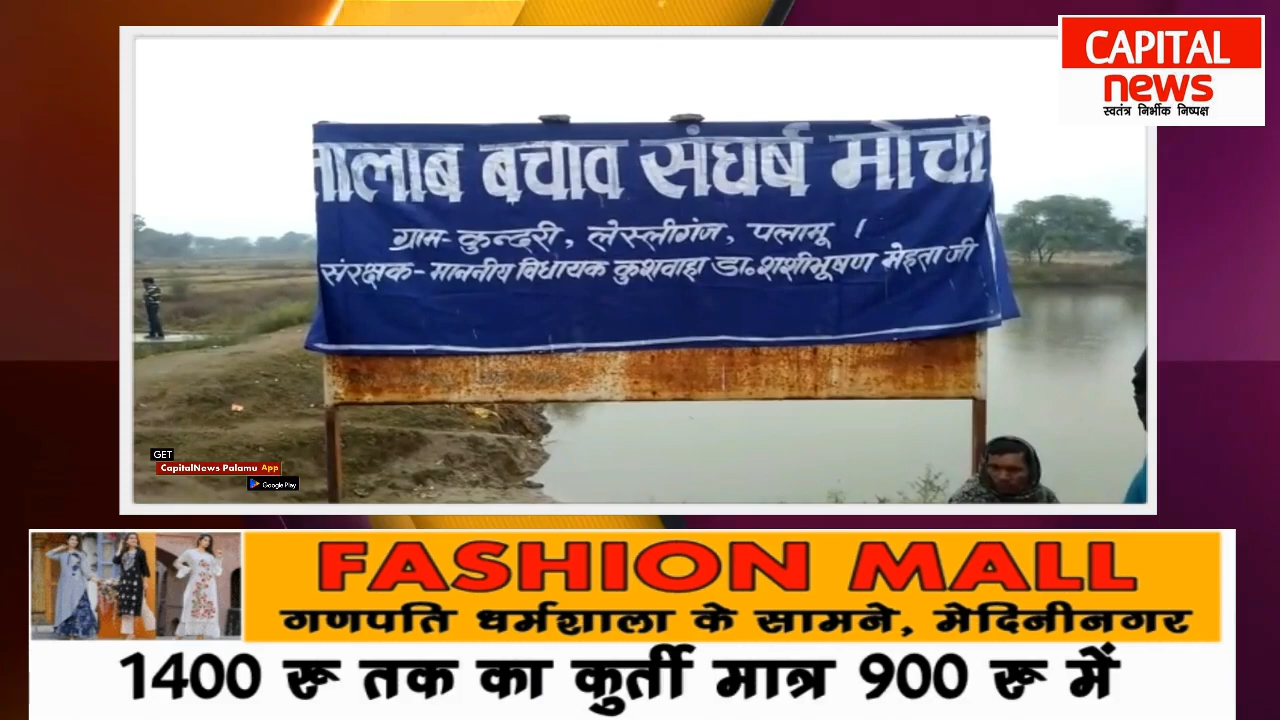 CAPITAL
news
स्वतंत्र निर्भीक निष्पक्ष
तालाब बचाव संघर्ष मोर्चा
ग्राम- कुन्दरी, लेस्लीगंज, पलामू !
संरक्षक - माननीय विधायक कुशवाहा डा० शशीभूषण मेहता जी
GET
CapitalNews Palamu App
Google Play
FASHION MALL
गणपति धर्मशाला के सामने, मेदिनीनगर
1400 रू तक का कुर्ती मात्र 900 रू में